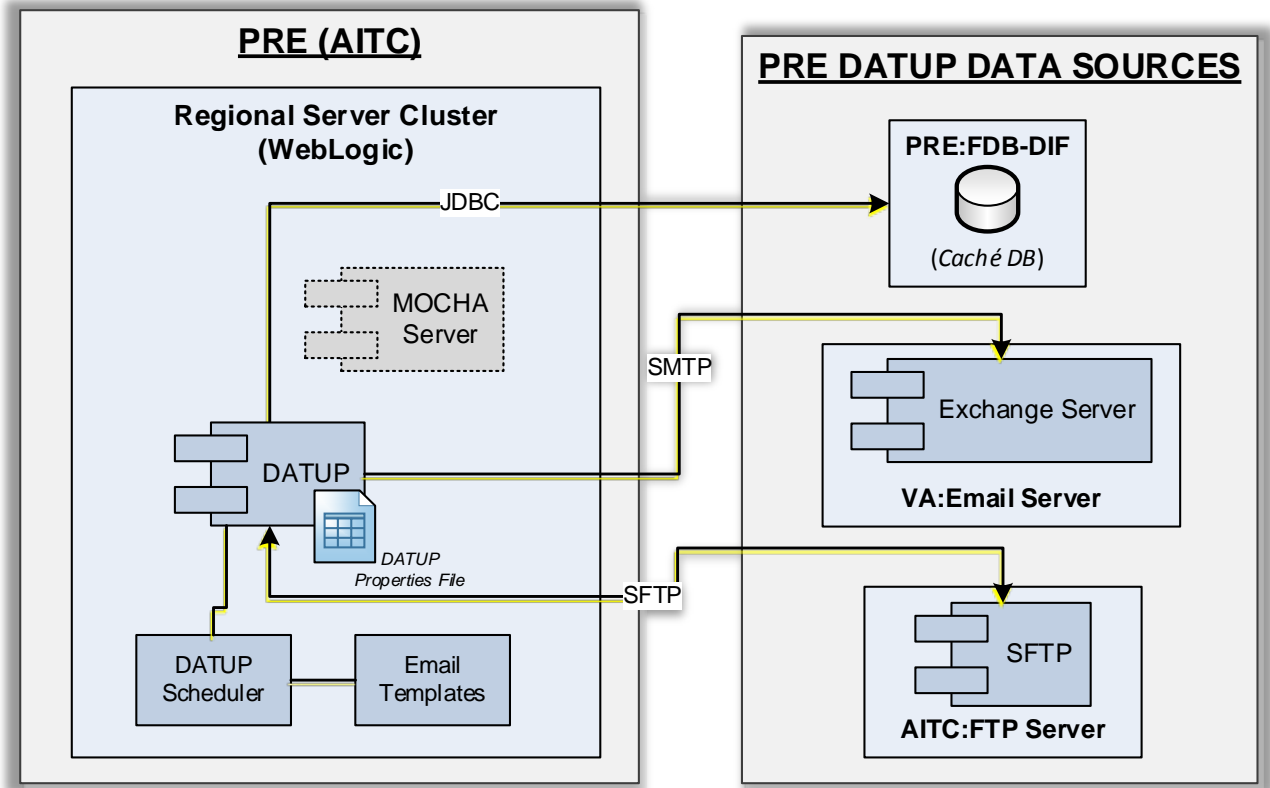 PRE (AITC)
Regional Server Cluster
(WebLogic)
JDBC
MOCHA
Server
SMTP
DATUP
DATUP
Properties File
SFTP
DATUP
Scheduler
Email
Templates
PRE DATUP DATA SOURCES
PRE:FDB-DIF
(Caché DB)
Exchange Server
VA:Email Server
SFTP
AITC:FTP Server